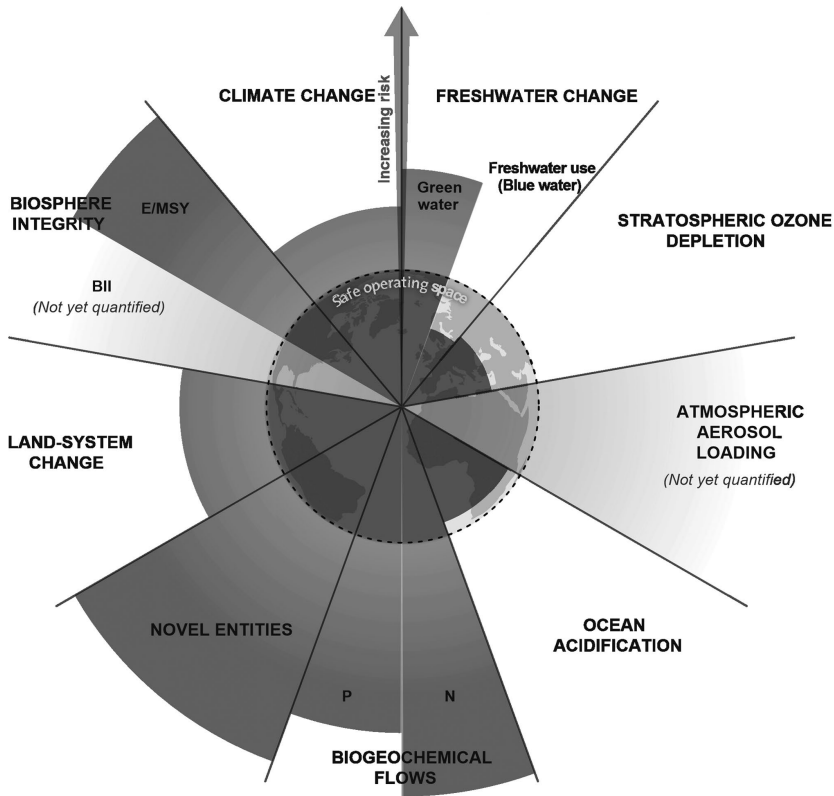 Increasing risk
CLIMATE CHANGE
FRESHWATER CHANGE
Green
water
Freshwater use
(Blue water)
STRATOSPHERIC OZONE
DEPLETION
BIOSPHERE
INTEGRITY
E/MSY
BII
(Not yet quantified)
Safe operating space
ATMOSPHERIC
AEROSOL
LOADING
(Not yet quantified)
LAND-SYSTEM
CHANGE
NOVEL ENTITIES
OCEAN
ACIDIFICATION
P
N
BIOGEOCHEMICAL
FLOWS